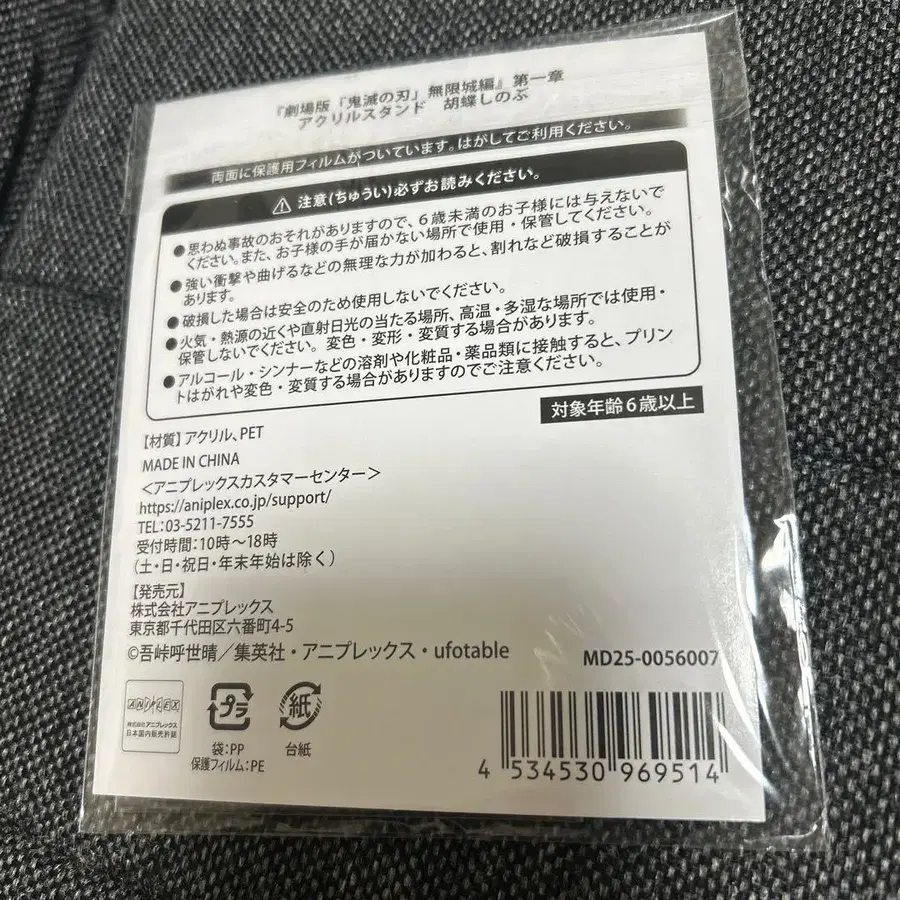 『劇場版「鬼滅の刃」無限城編』第一章
アクリルスタンド　胡蝶しのぶ
両面に保護用フィルムがついています。はがしてご利用ください。
⚠ 注意(ちゅうい)必ずお読みください。
●思わぬ事故のおそれがありますので、6歳未満のお子様には与えないで
ください。また、お子様の手が届かない場所で使用・保管してください。
●強い衝撃や曲げるなどの無理な力が加わると、割れなど破損することが
あります。
●破損した場合は安全のため使用しないでください。
●火気・熱源の近くや直射日光の当たる場所、高温・多湿な場所では使用・
保管しないでください。変色・変形・変質する場合があります。
●アルコール・シンナーなどの溶剤や化粧品・薬品類に接触すると、プリン
トはがれや変色・変質する場合がありますのでご注意ください。
対象年齢6歳以上
【材質】アクリル、PET
MADE IN CHINA
＜アニプレックスカスタマーセンター＞
https://aniplex.co.jp/support/
TEL:03-5211-7555
受付時間:10時～18時
（土・日・祝日・年末年始は除く）
【発売元】
株式会社アニプレックス
東京都千代田区六番町4-5
©吾峠呼世晴／集英社・アニプレックス・ufotable
MD25-0056007
ANIPLEX
株式会社アニプレックス
日本国内販売許諾
プラ
袋:PP
保護フィルム:PE
紙
台紙
4 534530 969514